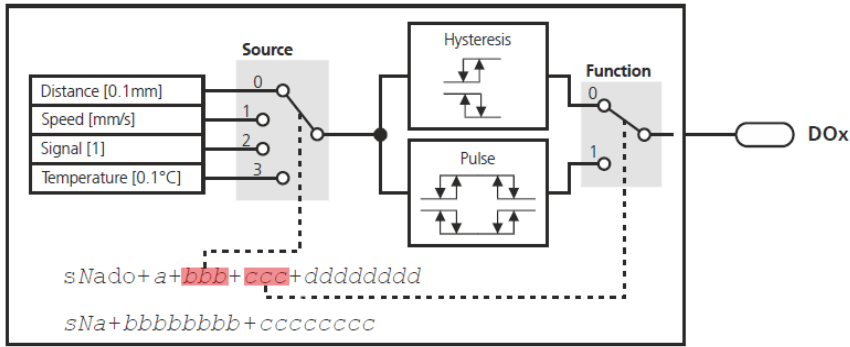 Hysteresis
Source
Function
0
Distance [0.1mm]
0
Speed [mm/s]
1
DOx
Signal [1]
2
Pulse
1
Temperature [0.1°C]
3
sNado+a+bbb+ccc+dddddddd
sNa+bbbbbbbb+cccccccc